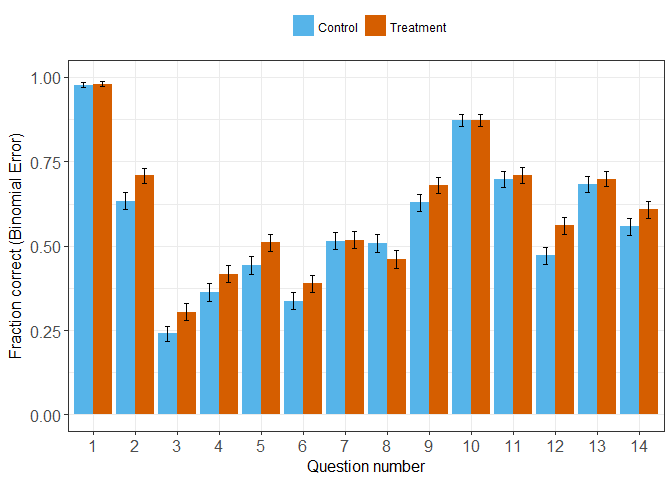 Control Treatment
Fraction correct (Binomial Error)
1.00
0.75
0.50
0.25
0.00
1 2 3 4 5 6 7 8 9 10 11 12 13 14
Question number